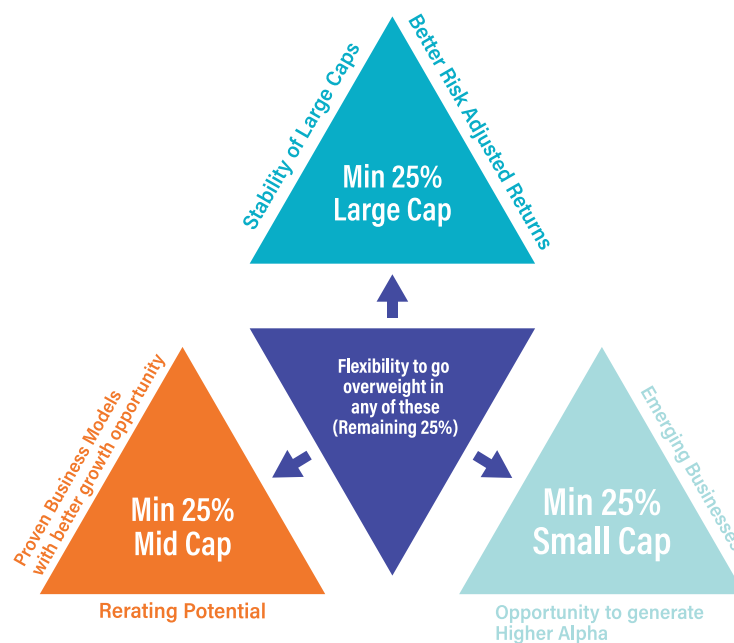 Stability of Large Caps
Better Risk Adjusted Returns
Min 25%
Large Cap
Flexibility to go
overweight in
any of these
(Remaining 25%)
Proven Business Models
with better growth opportunity
Min 25%
Mid Cap
Rerating Potential
Emerging Businesses
Min 25%
Small Cap
Opportunity to generate
Higher Alpha